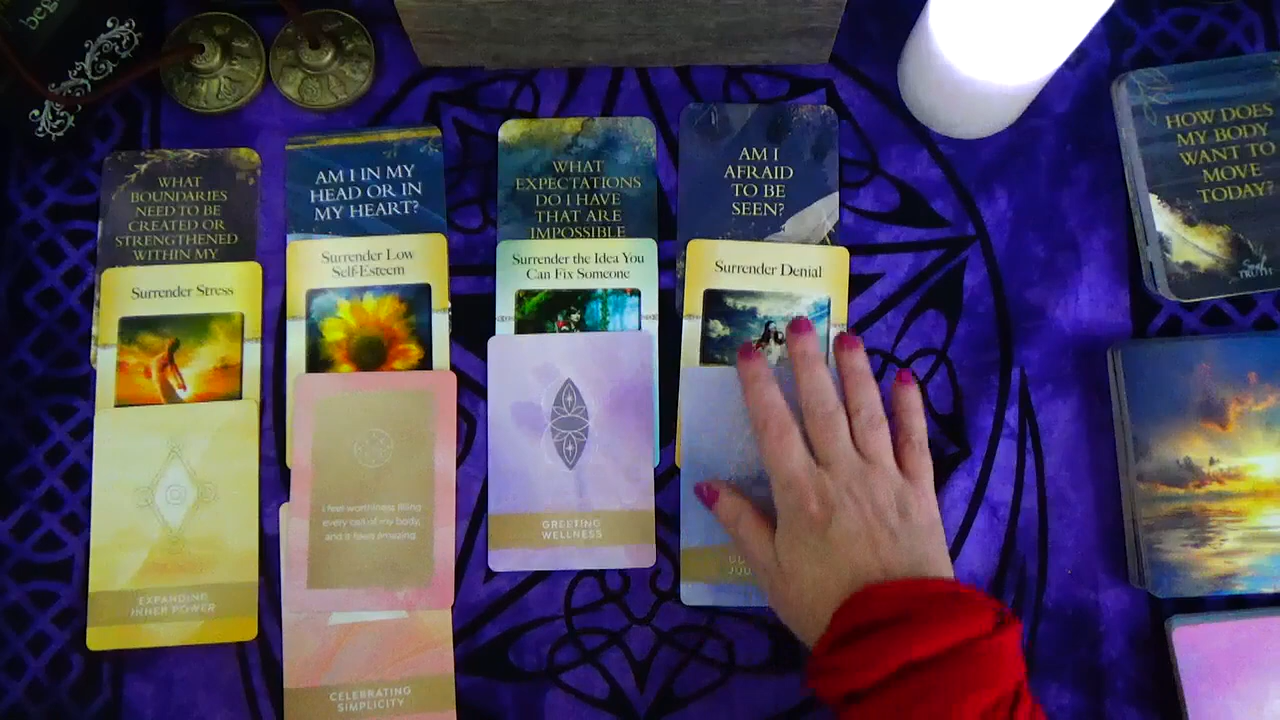 beg
WHAT
BOUNDARIES
NEED TO BE
CREATED OR
STRENGTHENED
WITHIN MY
Surrender Stress
EXPANDING
INNER POWER
AM I IN MY
HEAD OR IN
MY HEART?
Surrender Low
Self-Esteem
I feel worthiness filling
every cell of my body,
and it feels amazing.
CELEBRATING
SIMPLICITY
WHAT
EXPECTATIONS
DO I HAVE
THAT ARE
IMPOSSIBLE
Surrender the Idea You
Can Fix Someone
GREETING
WELLNESS
AM I
AFRAID
TO BE
SEEN?
Surrender Denial
HOW DOES
MY BODY
WANT TO
MOVE
TODAY?
TRUTH